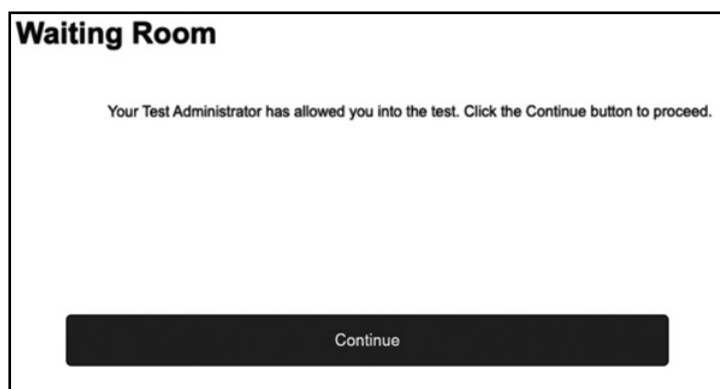 Waiting Room
Your Test Administrator has allowed you into the test. Click the Continue button to proceed.
Continue